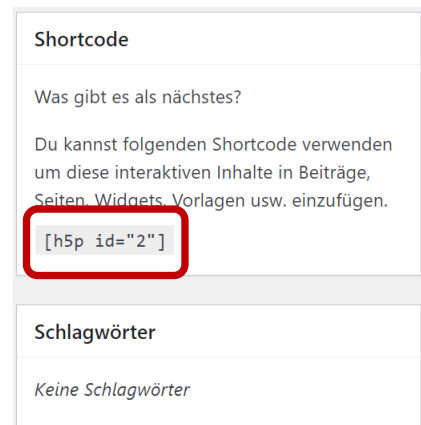 Shortcode
Was gibt es als nächstes?
Du kannst folgenden Shortcode verwenden
um diese interaktiven Inhalte in Beiträge,
Seiten, Widgets, Vorlagen usw. einzufügen.
[h5p id="2"]
Schlagwörter
Keine Schlagwörter